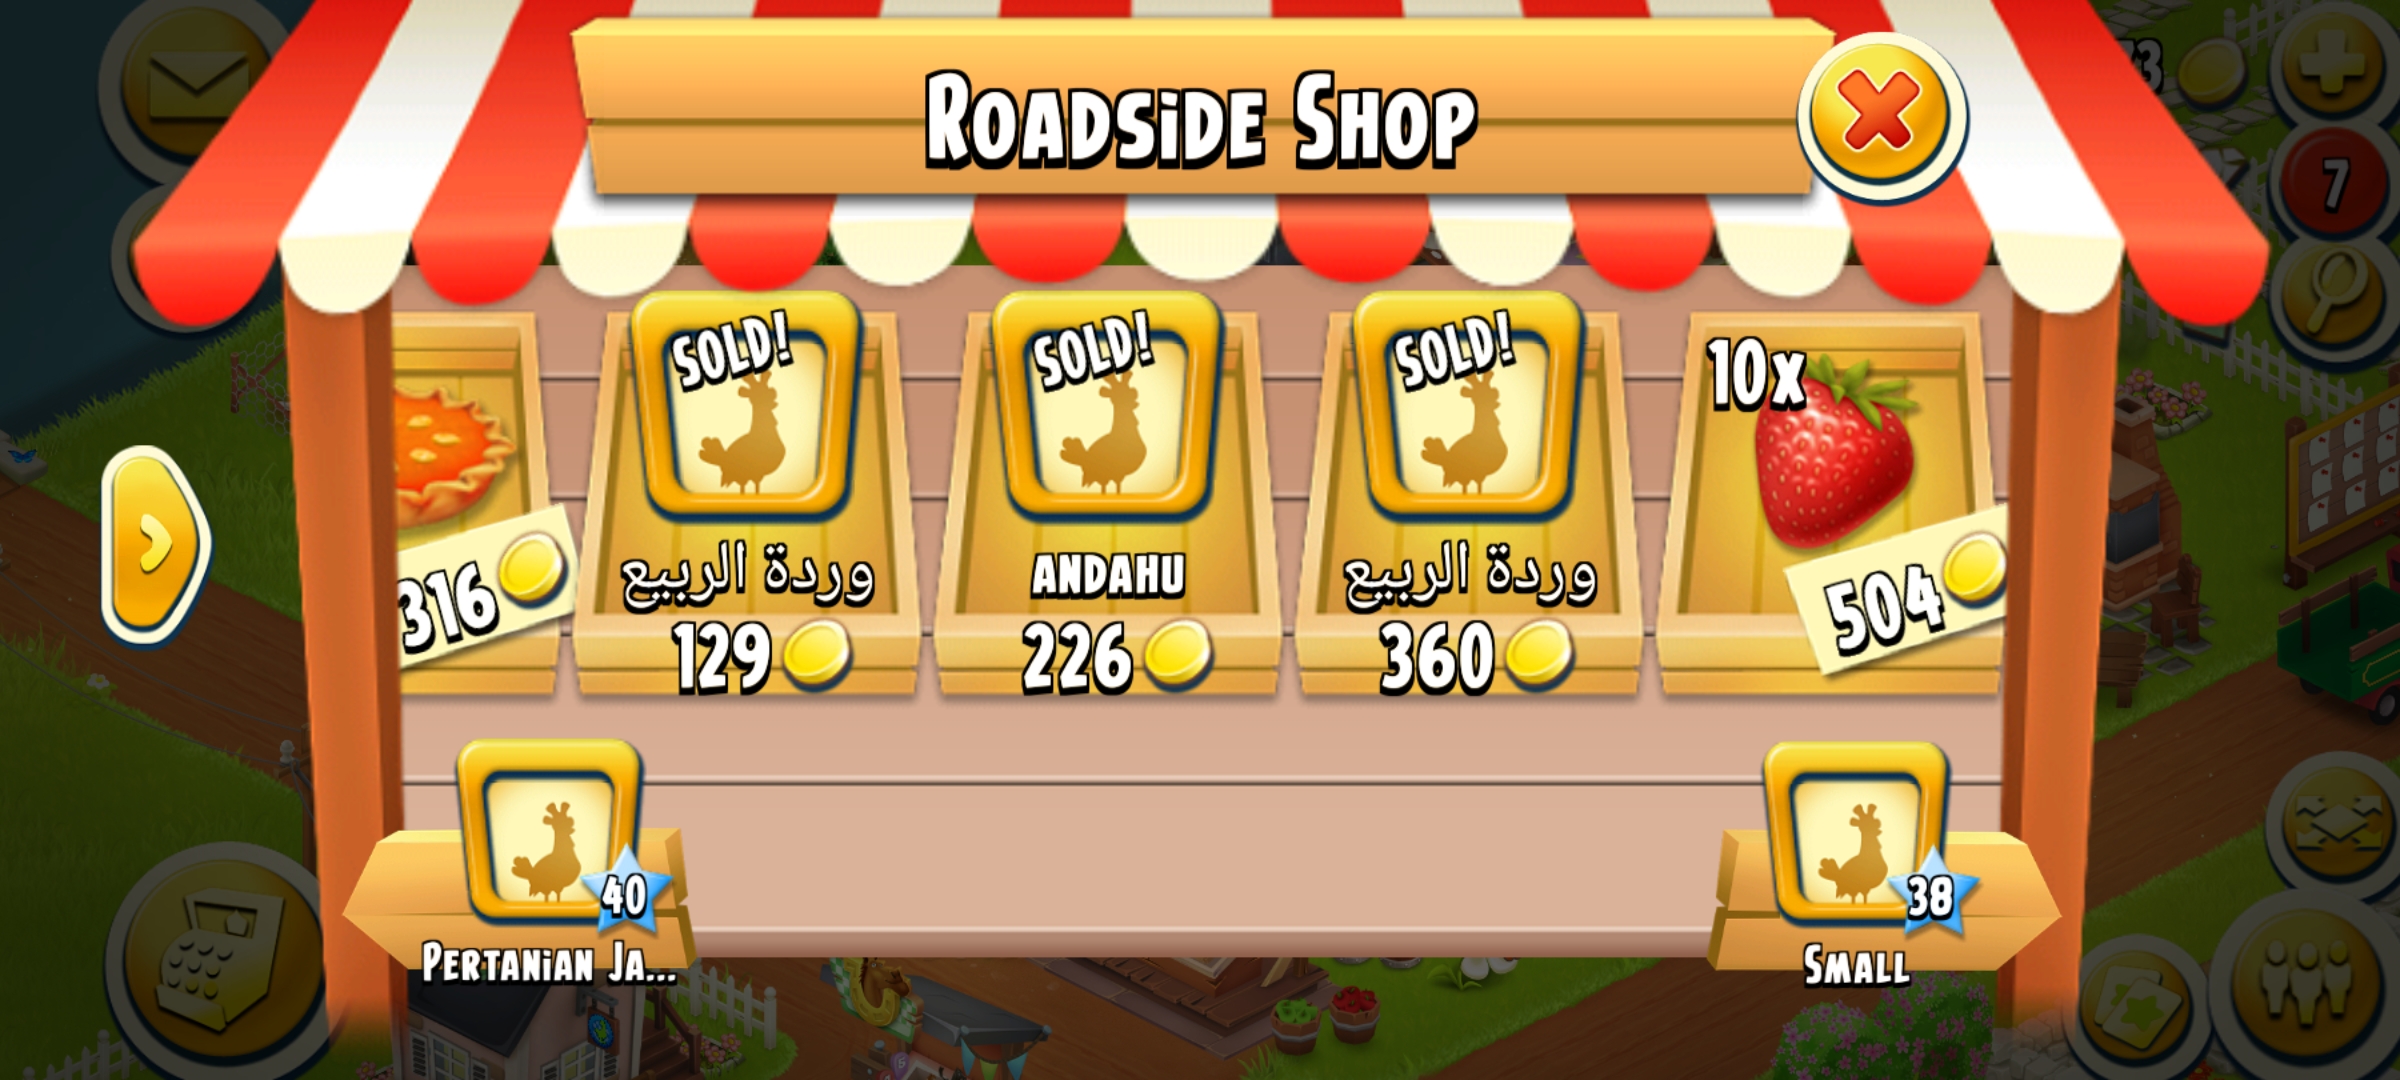 ROADSIDE SHOP
73
7
SOLD!
SOLD!
SOLD!
10x
316
وردة الربيع
129
ANDAHU
226
وردة الربيع
360
504
40
PERTANIAN JA...
38
SMALL